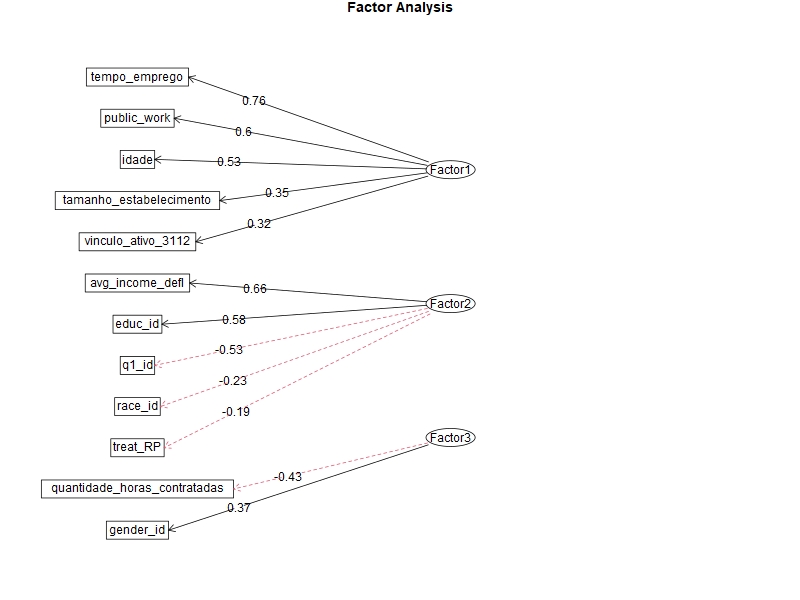 Factor Analysis
tempo_emprego
0.76
public_work
0.6
idade
0.53
Factor1
tamanho_estabelecimento
0.35
vinculo_ativo_3112
0.32
avg_income_defl
0.66
Factor2
educ_id
0.58
q1_id
-0.53
race_id
-0.23
treat_RP
-0.19
Factor3
quantidade_horas_contratadas
-0.43
gender_id
0.37